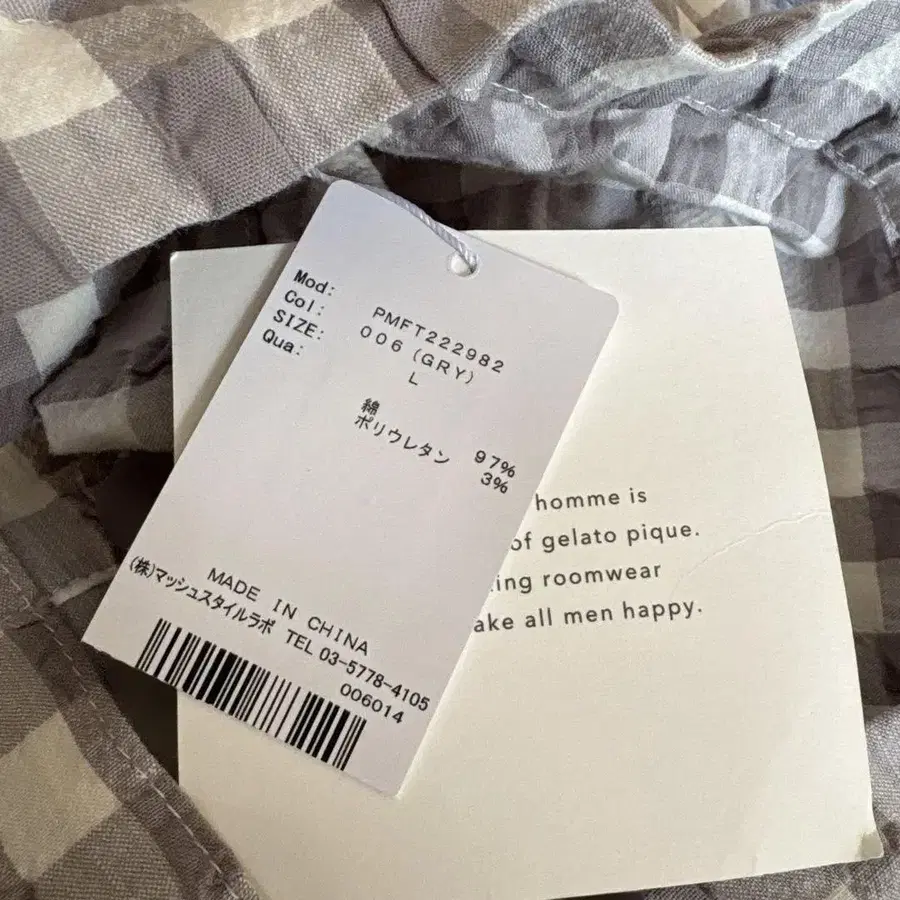 Mod: PMFT222982
Col: 006 (GRY)
SIZE: L
Qua:
綿 97%
ポリウレタン 3%
MADE IN CHINA
(株)マッシュスタイルラボ TEL 03-5778-4105
006014
homme is
of gelato pique.
roomwear
all men happy.